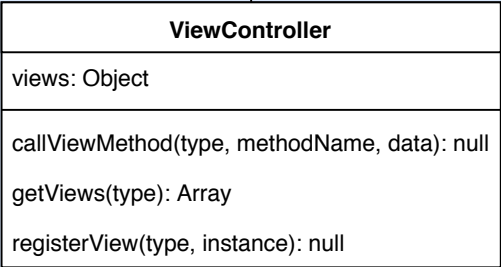 ViewController
views: Object
callViewMethod(type, methodName, data): null
getViews(type): Array
registerView(type, instance): null